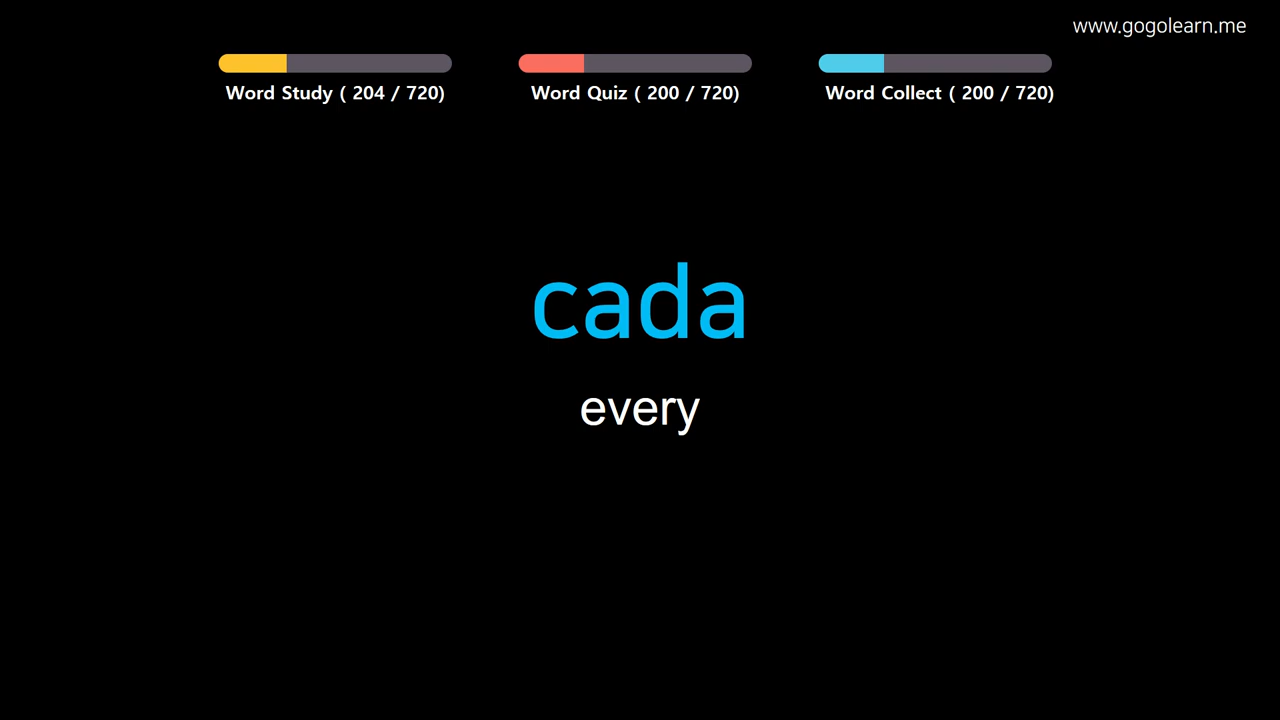 www.gogolearn.me
Word Study ( 204 / 720)
Word Quiz ( 200 / 720)
Word Collect ( 200 / 720)
cada
every